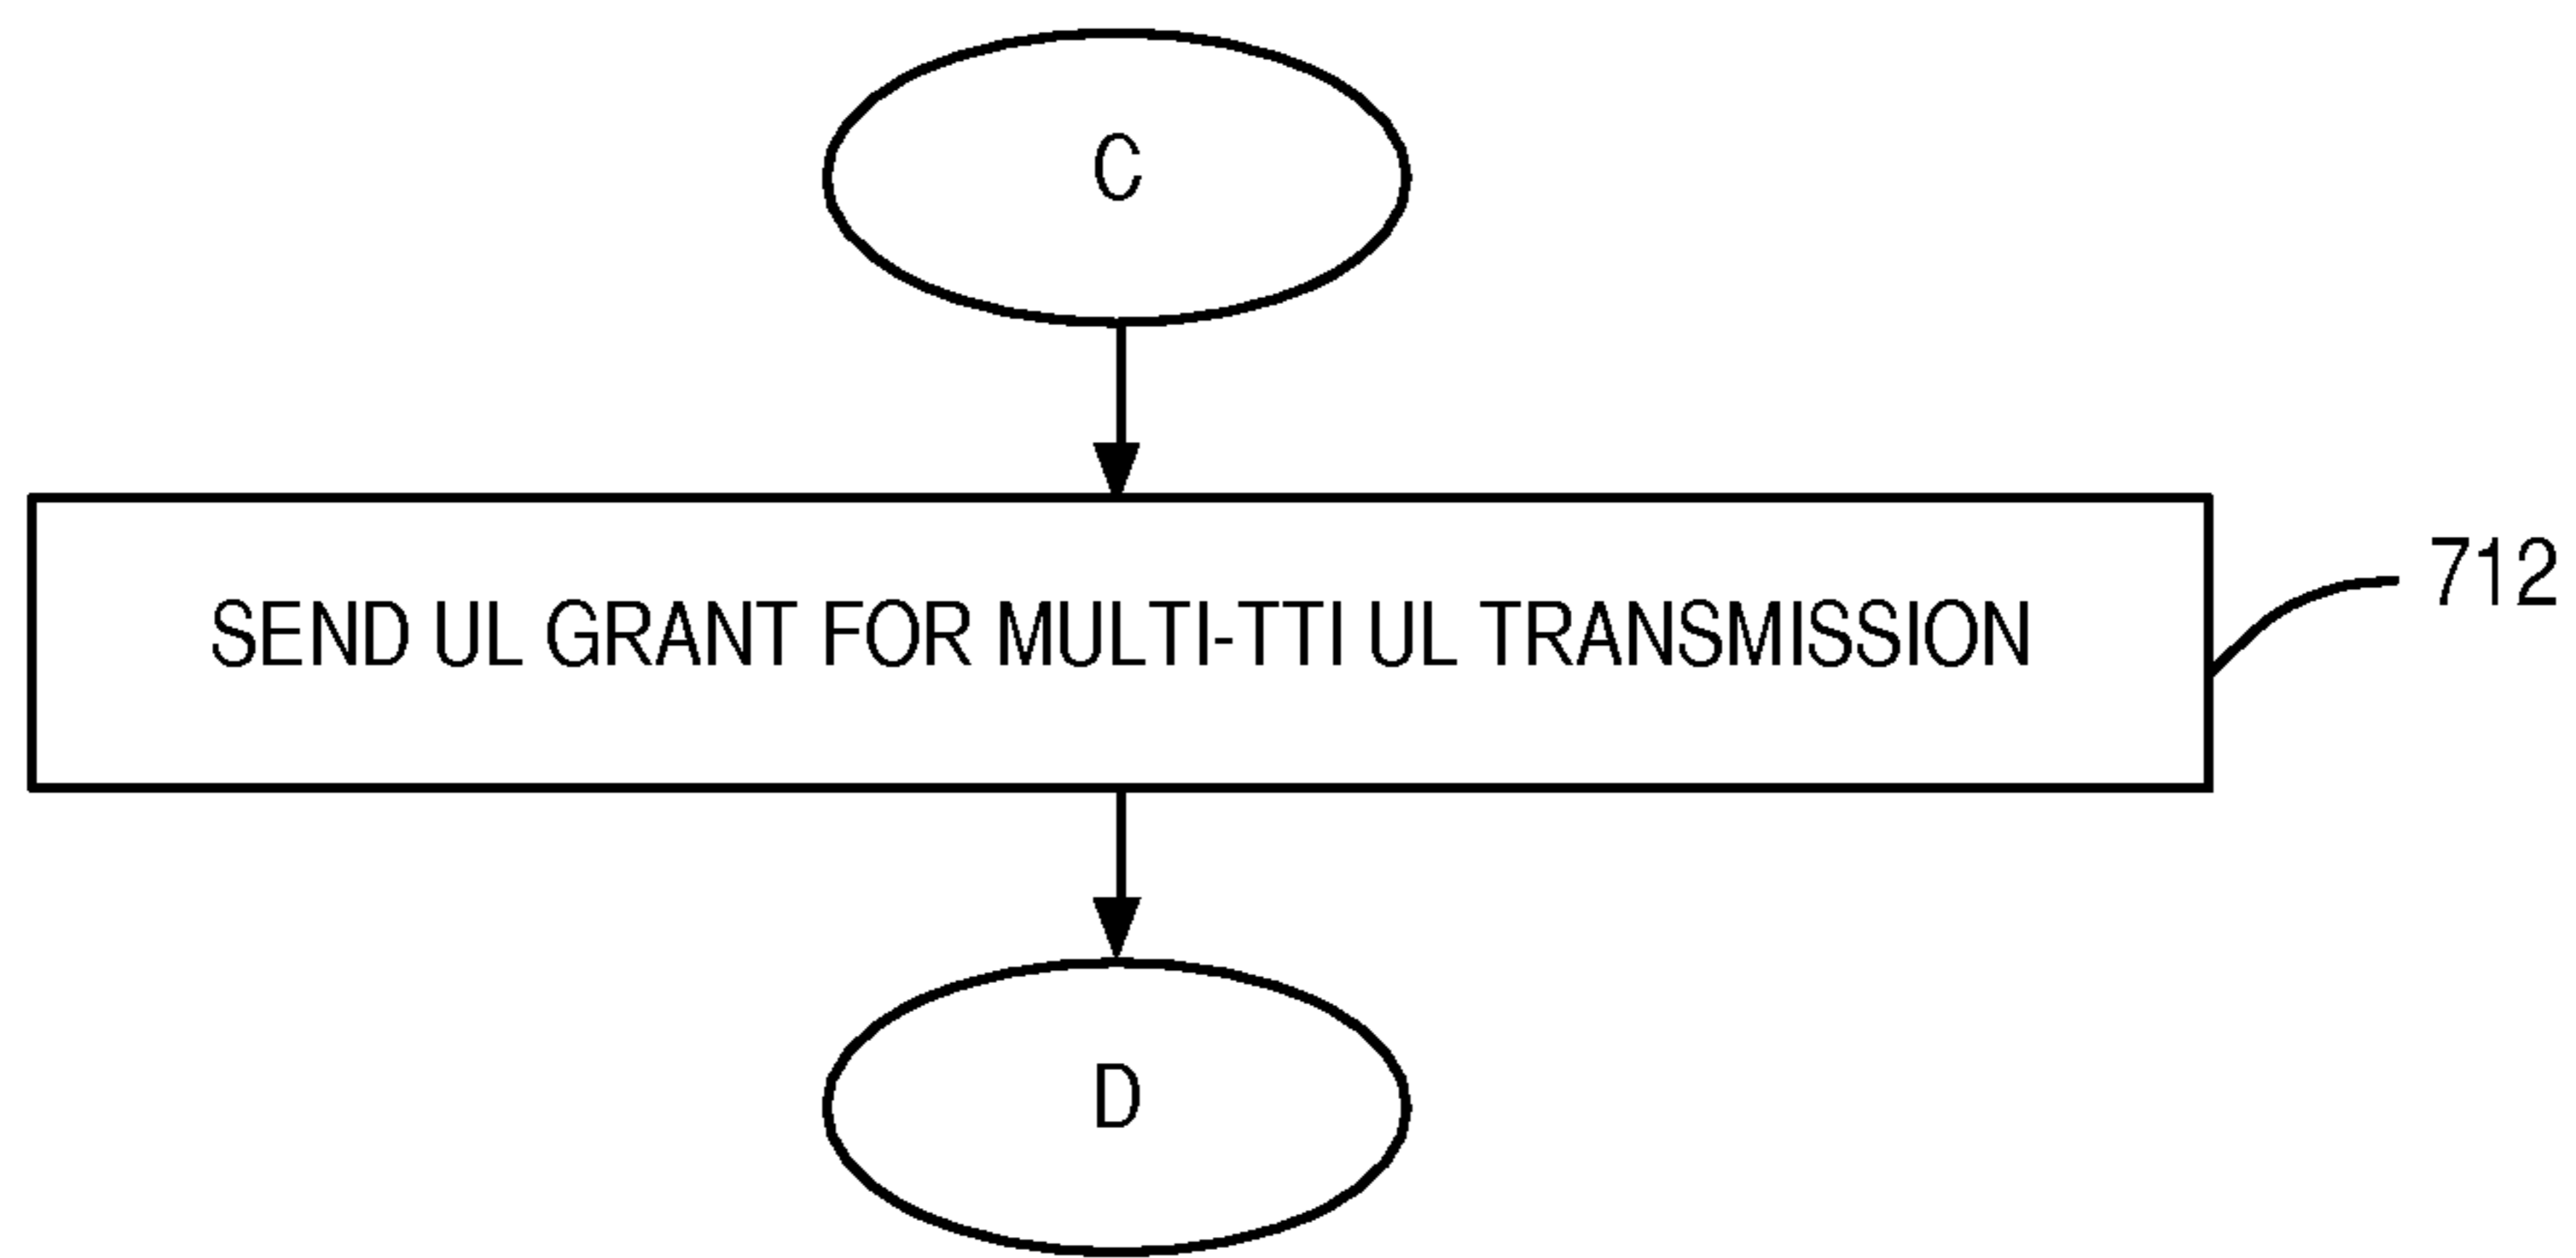 C
SEND UL GRANT FOR MULTI-TTI UL TRANSMISSION
712
D